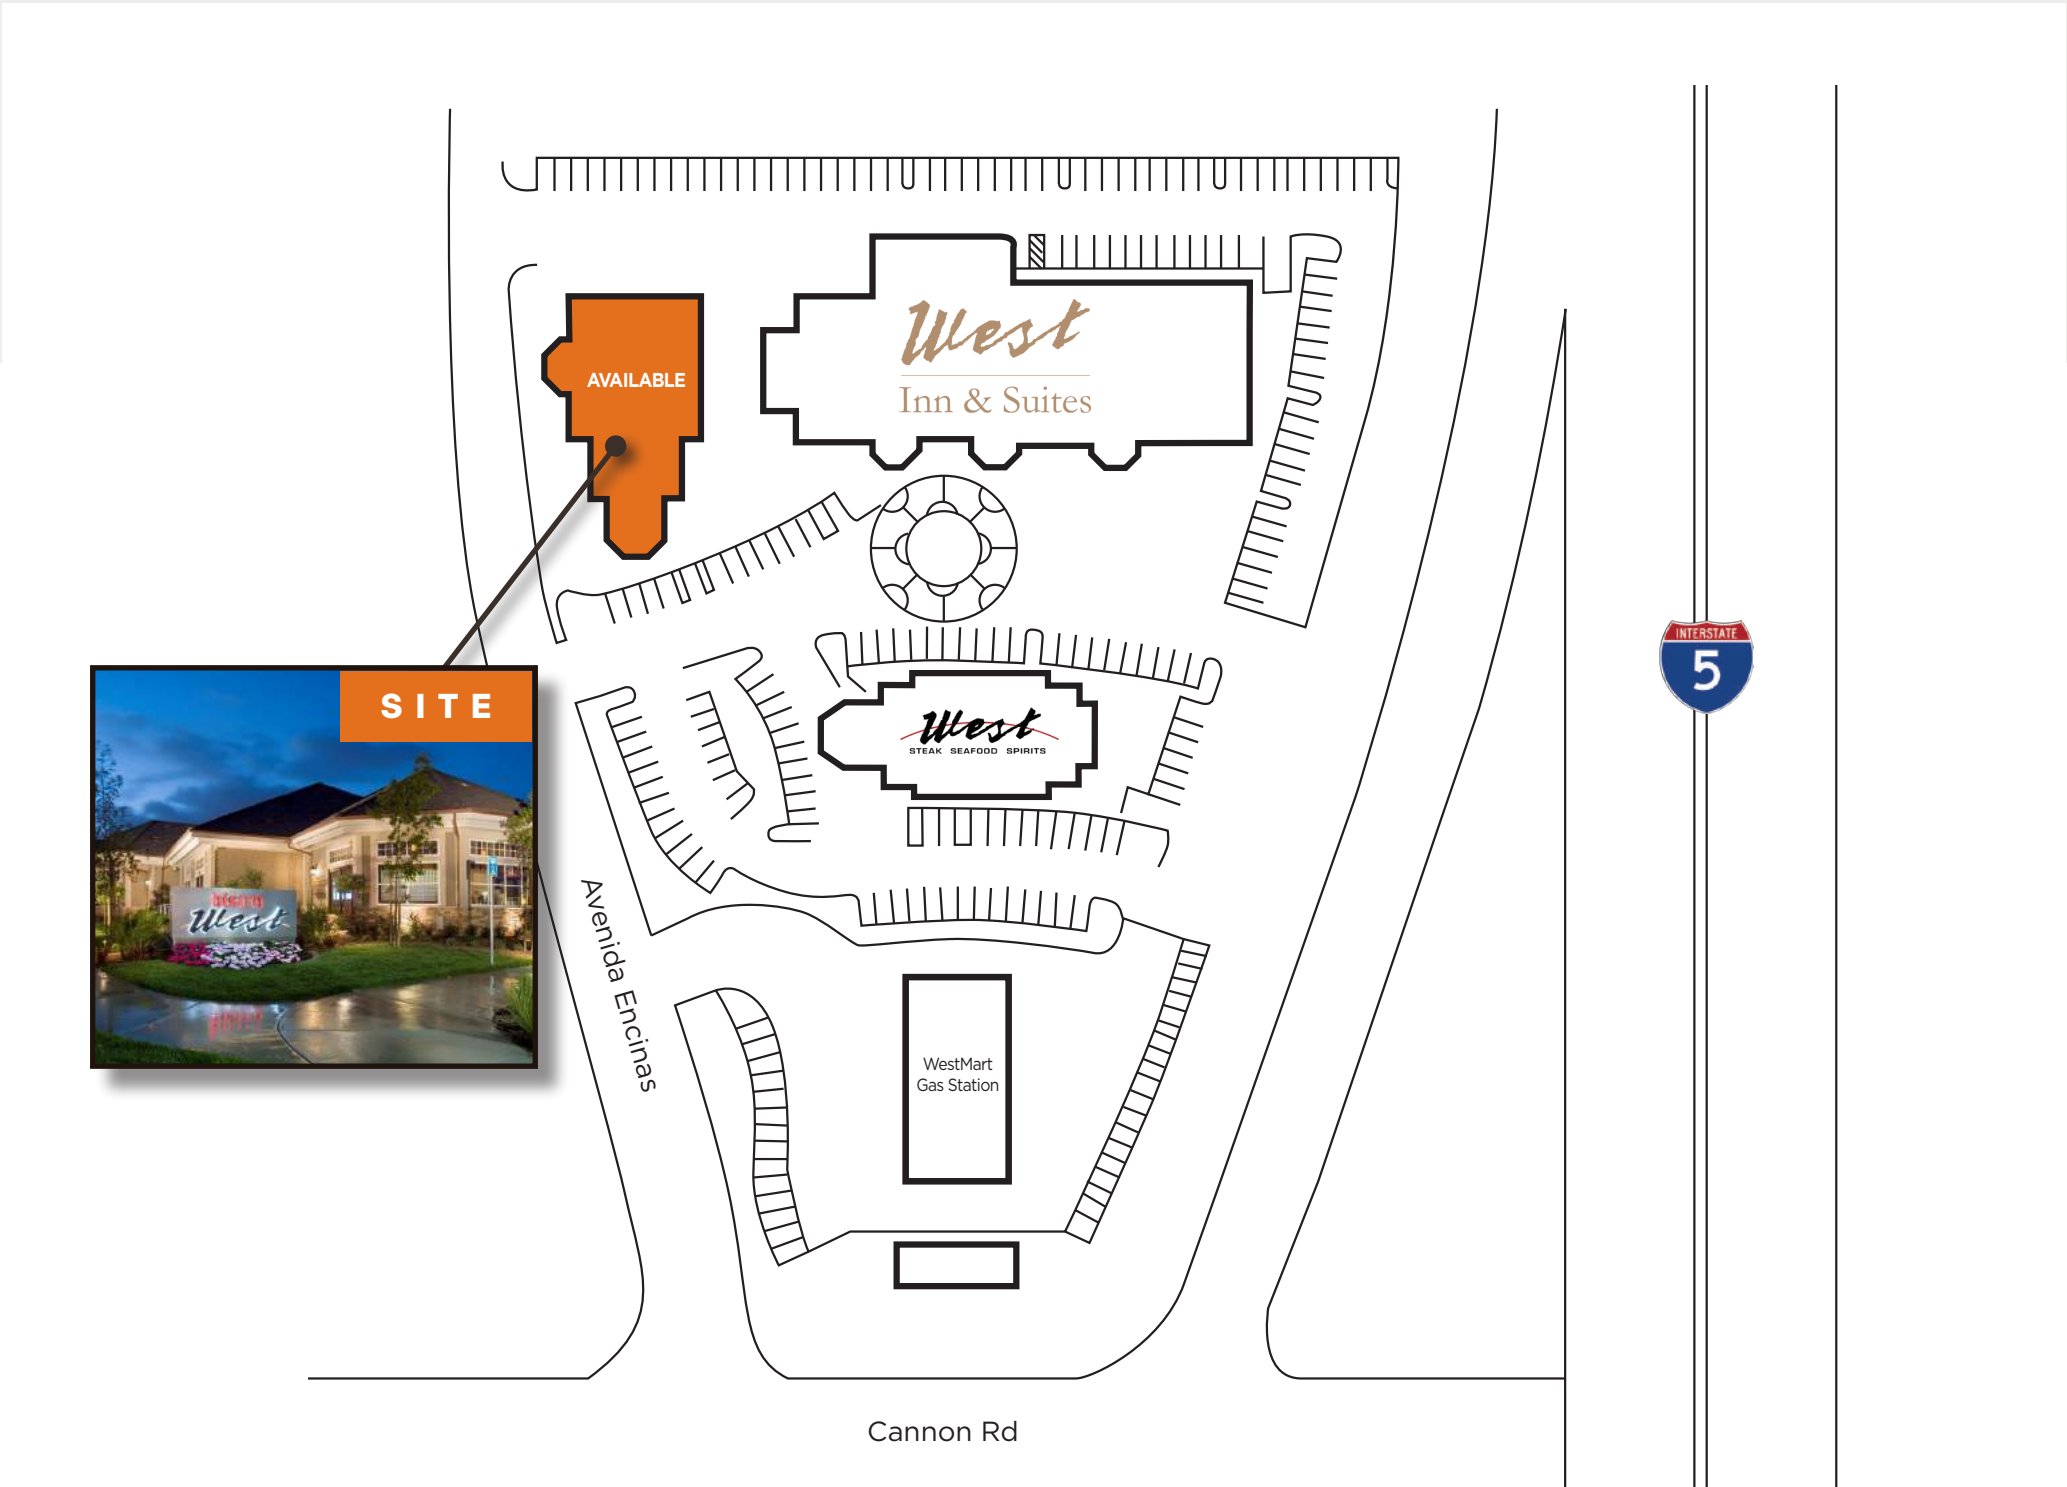 West
Inn & Suites
AVAILABLE
INTERSTATE
5
SITE
West
STEAK SEAFOOD SPIRITS
West
Avenida Encinas
WestMart
Gas Station
Cannon Rd